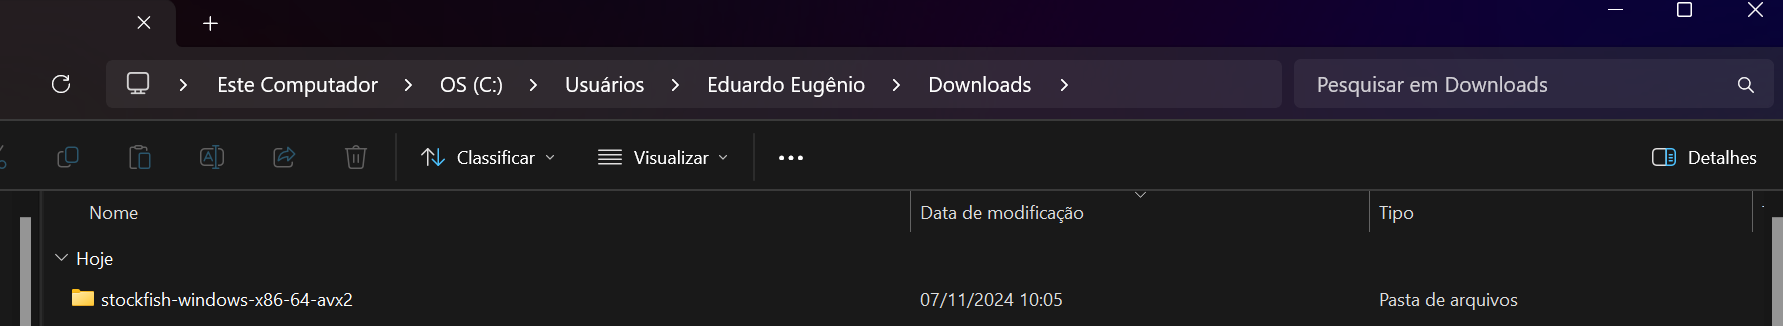 Este Computador > OS (C:) > Usuários > Eduardo Eugênio > Downloads >
Pesquisar em Downloads
Classificar
Visualizar
Detalhes
Nome
Data de modificação
Tipo
Hoje
stockfish-windows-x86-64-avx2
07/11/2024 10:05
Pasta de arquivos